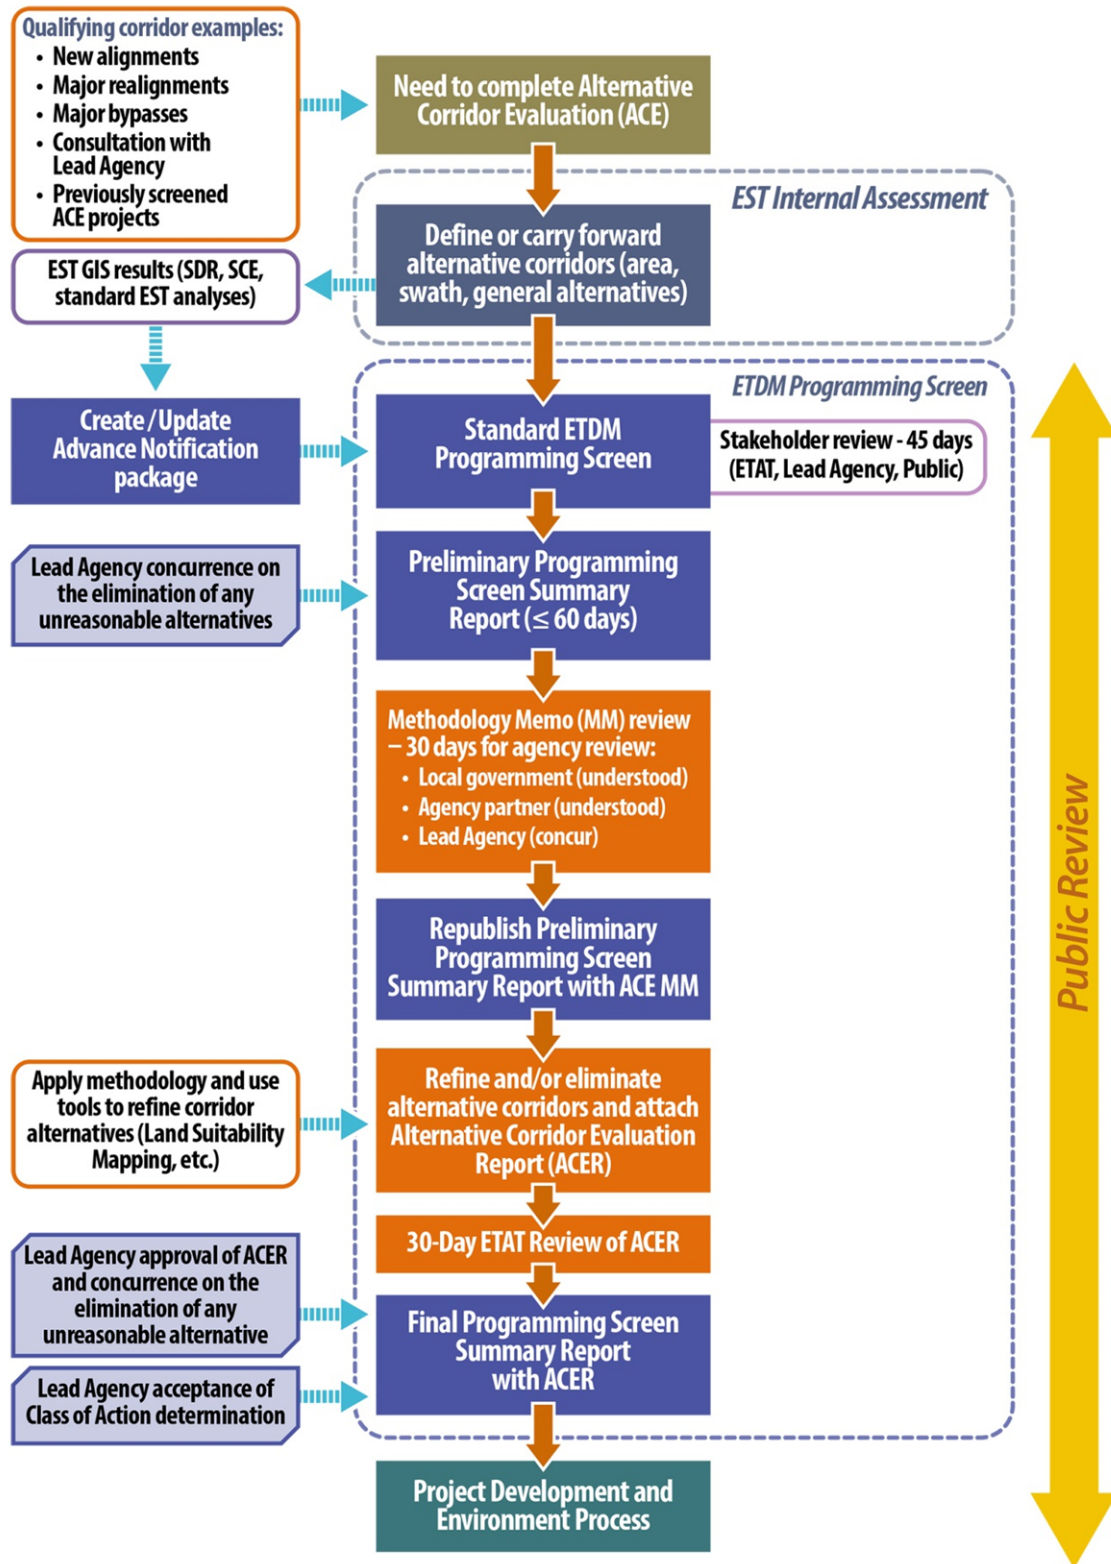 Qualifying corridor examples:
• New alignments
• Major realignments
• Major bypasses
• Consultation with
Lead Agency
• Previously screened
ACE projects
Need to complete Alternative
Corridor Evaluation (ACE)
EST Internal Assessment
Define or carry forward
alternative corridors (area,
swath, general alternatives)
EST GIS results (SDR, SCE,
standard EST analyses)
ETDM Programming Screen
Create / Update
Advance Notification
package
Standard ETDM
Programming Screen
Stakeholder review - 45 days
(ETAT, Lead Agency, Public)
Lead Agency concurrence on
the elimination of any
unreasonable alternatives
Preliminary Programming
Screen Summary
Report (≤ 60 days)
Methodology Memo (MM) review
– 30 days for agency review:
• Local government (understood)
• Agency partner (understood)
• Lead Agency (concur)
Republish Preliminary
Programming Screen
Summary Report with ACE MM
Apply methodology and use
tools to refine corridor
alternatives (Land Suitability
Mapping, etc.)
Refine and/or eliminate
alternative corridors and attach
Alternative Corridor Evaluation
Report (ACER)
30-Day ETAT Review of ACER
Lead Agency approval of ACER
and concurrence on the
elimination of any
unreasonable alternative
Final Programming Screen
Summary Report
with ACER
Lead Agency acceptance of
Class of Action determination
Project Development and
Environment Process
Public Review